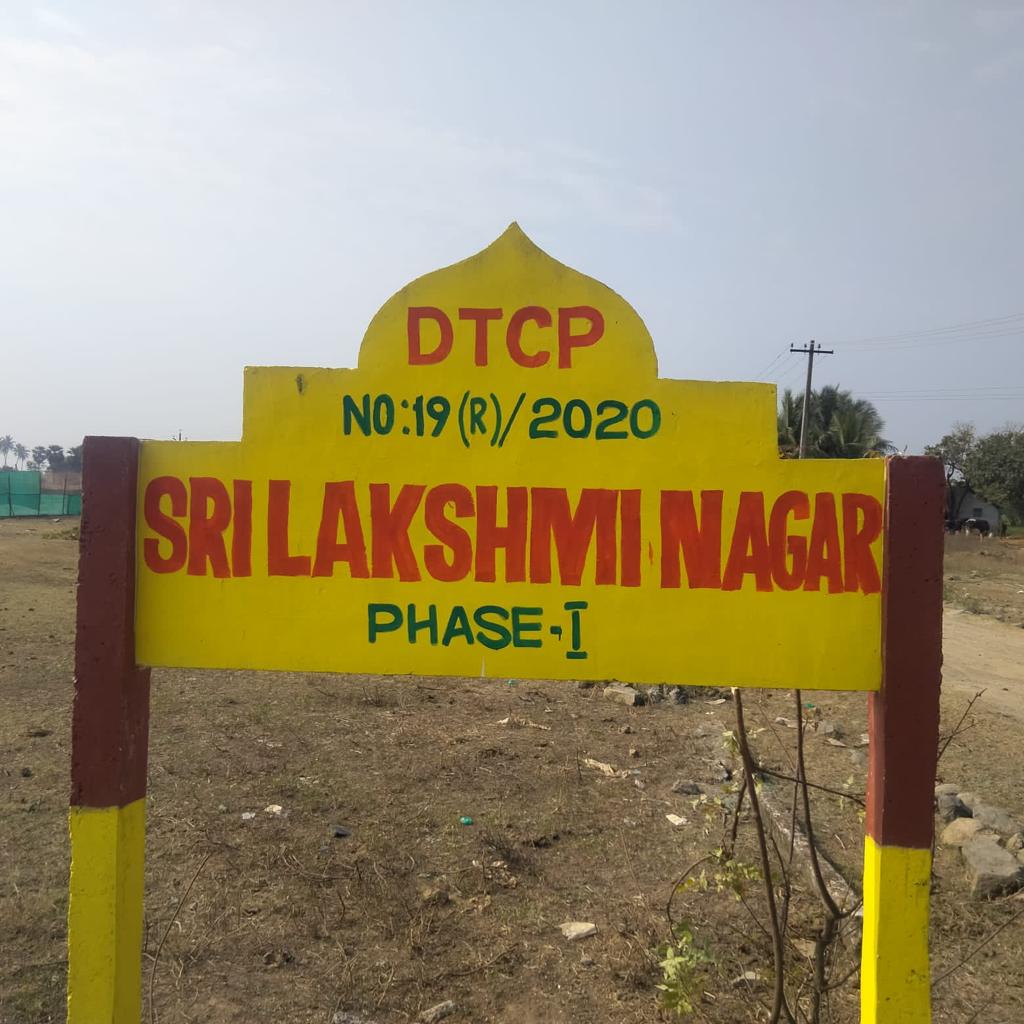 DTCP
NO:19(R)/2020
SRI LAKSHMI NAGAR
PHASE-I